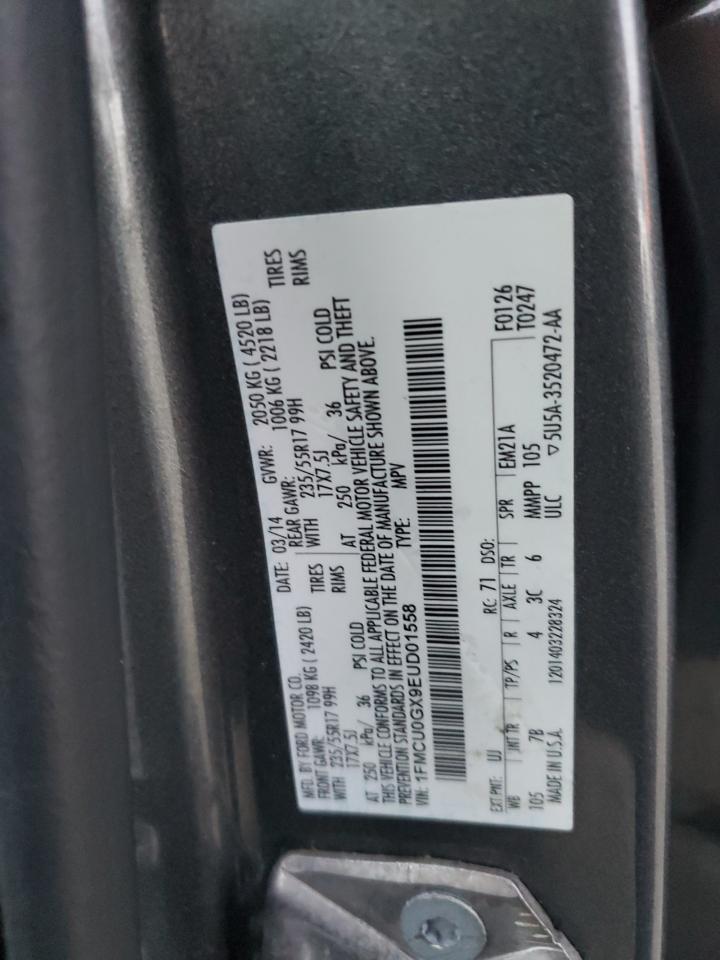 MFD. BY FORD MOTOR CO. DATE: 03/14 GVWR: 2050 KG ( 4520 LB)
FRONT GAWR: 1098 KG ( 2420 LB) REAR GAWR: 1006 KG ( 2218 LB)
WITH 235/55R17 99H TIRES WITH 235/55R17 99H TIRES
17X7.5J RIMS 17X7.5J RIMS
AT 250 kPa/ 36 PSI COLD AT 250 kPa/ 36 PSI COLD
THIS VEHICLE CONFORMS TO ALL APPLICABLE FEDERAL MOTOR VEHICLE SAFETY AND THEFT
PREVENTION STANDARDS IN EFFECT ON THE DATE OF MANUFACTURE SHOWN ABOVE.
VIN: 1FMCU0GX9EUD01558 TYPE: MPV
EXT PNT: UJ RC: 71 DSO: F0126
WB INT TR TP/PS R AXLE TR SPR EM21A T0247
105 7B 4 3C 6 MMPP 105
MADE IN U.S.A. 1201403228324 ULC ▽5U5A-3520472-AA